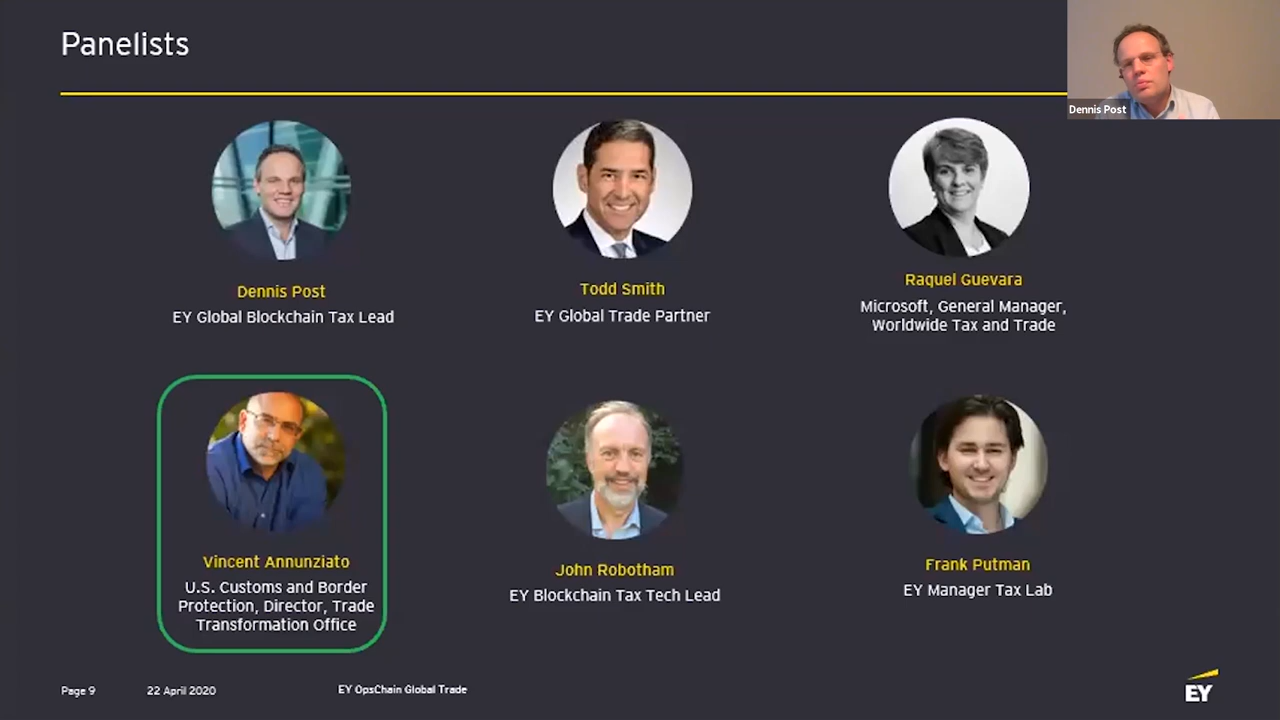 Panelists
Dennis Post
Dennis Post
EY Global Blockchain Tax Lead
Todd Smith
EY Global Trade Partner
Raquel Guevara
Microsoft, General Manager,
Worldwide Tax and Trade
Vincent Annunziato
U.S. Customs and Border
Protection, Director, Trade
Transformation Office
John Robotham
EY Blockchain Tax Tech Lead
Frank Putman
EY Manager Tax Lab
Page 9
22 April 2020
EY OpsChain Global Trade
EY